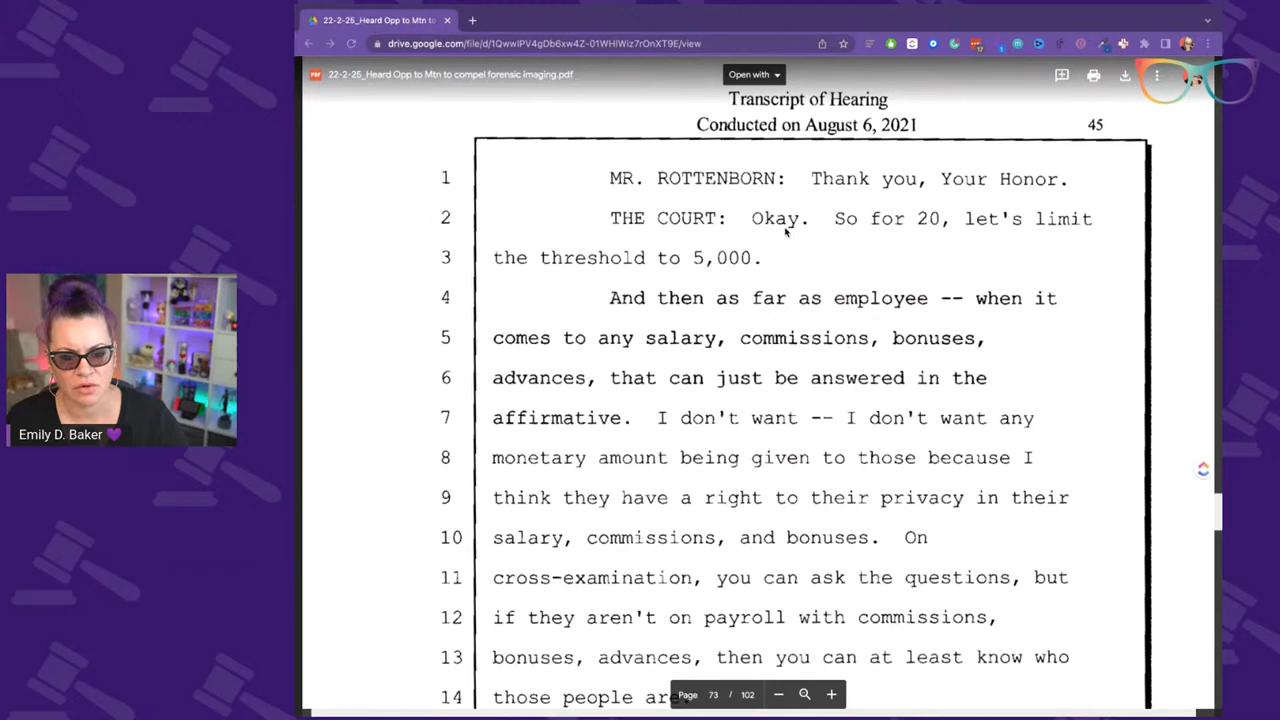 22-2-25_Heard Opp to Mtn to
drive.google.com/file/d/1QwwlPV4gDb6xw4Z-01WHlWiz7rOnXT9E/view
PDF 22-2-25_Heard Opp to Mtn to compel forensic imaging.pdf
Open with
Transcript of Hearing
Conducted on August 6, 2021 45
1 MR. ROTTENBORN: Thank you, Your Honor.
2 THE COURT: Okay. So for 20, let's limit
3 the threshold to 5,000.
4 And then as far as employee -- when it
5 comes to any salary, commissions, bonuses,
6 advances, that can just be answered in the
7 affirmative. I don't want -- I don't want any
8 monetary amount being given to those because I
9 think they have a right to their privacy in their
10 salary, commissions, and bonuses. On
11 cross-examination, you can ask the questions, but
12 if they aren't on payroll with commissions,
13 bonuses, advances, then you can at least know who
14 those people are.
Page 73 / 102
Emily D. Baker 💜